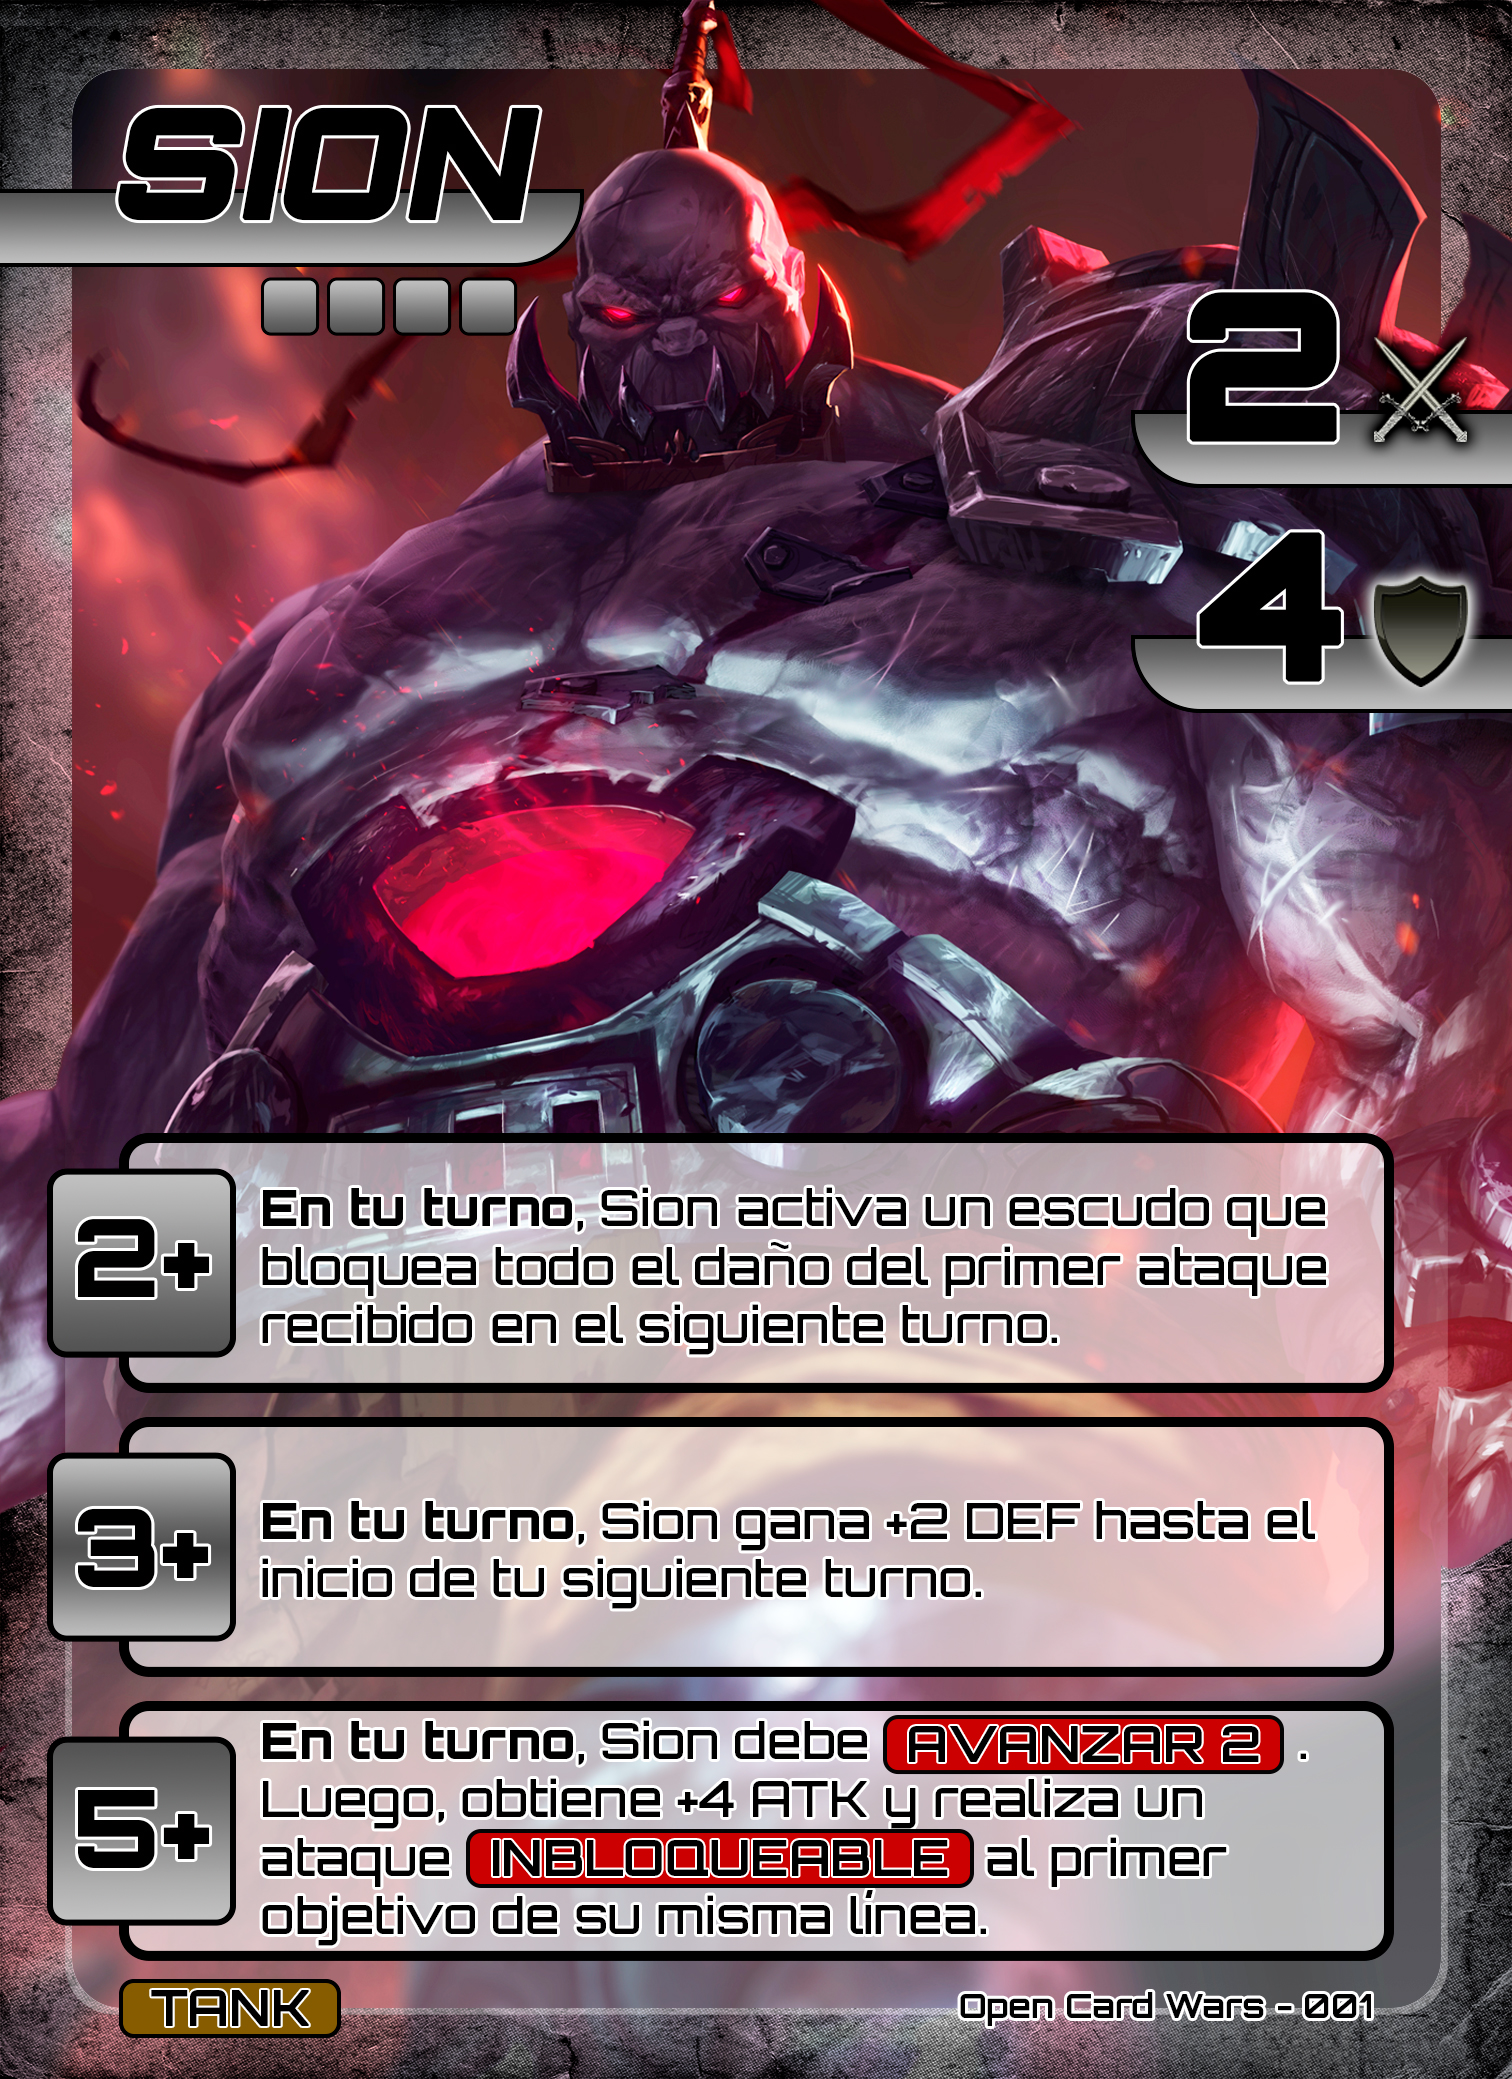 SION
2
4
2+
En tu turno, Sion activa un escudo que
bloquea todo el daño del primer ataque
recibido en el siguiente turno.
3+
En tu turno, Sion gana +2 DEF hasta el
inicio de tu siguiente turno.
5+
En tu turno, Sion debe AVANZAR 2 .
Luego, obtiene +4 ATK y realiza un
ataque INBLOQUEABLE al primer
objetivo de su misma línea.
TANK
Open Card Wars - 001